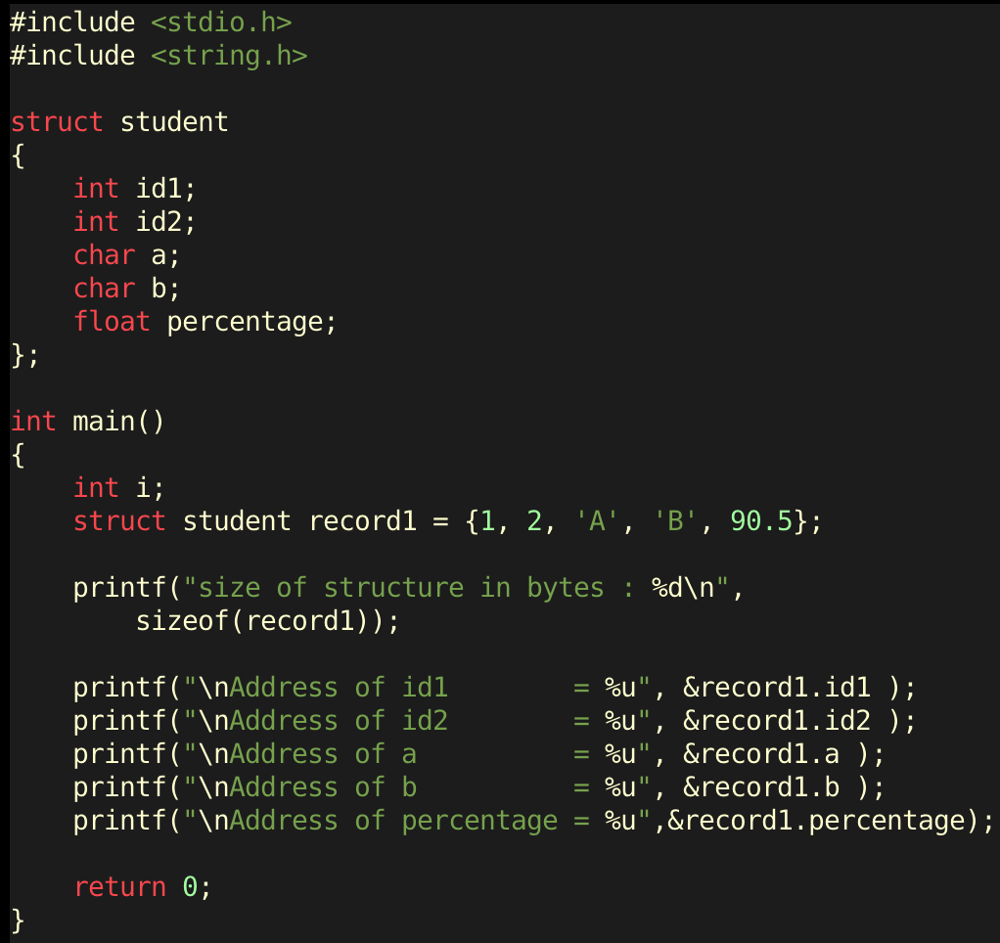 #include <stdio.h>
#include <string.h>
struct student
{
    int id1;
    int id2;
    char a;
    char b;
    float percentage;
};
int main()
{
    int i;
    struct student record1 = {1, 2, 'A', 'B', 90.5};
    printf("size of structure in bytes : %d\n",
        sizeof(record1));
    printf("\nAddress of id1        = %u", &record1.id1 );
    printf("\nAddress of id2        = %u", &record1.id2 );
    printf("\nAddress of a          = %u", &record1.a );
    printf("\nAddress of b          = %u", &record1.b );
    printf("\nAddress of percentage = %u",&record1.percentage);
    return 0;
}